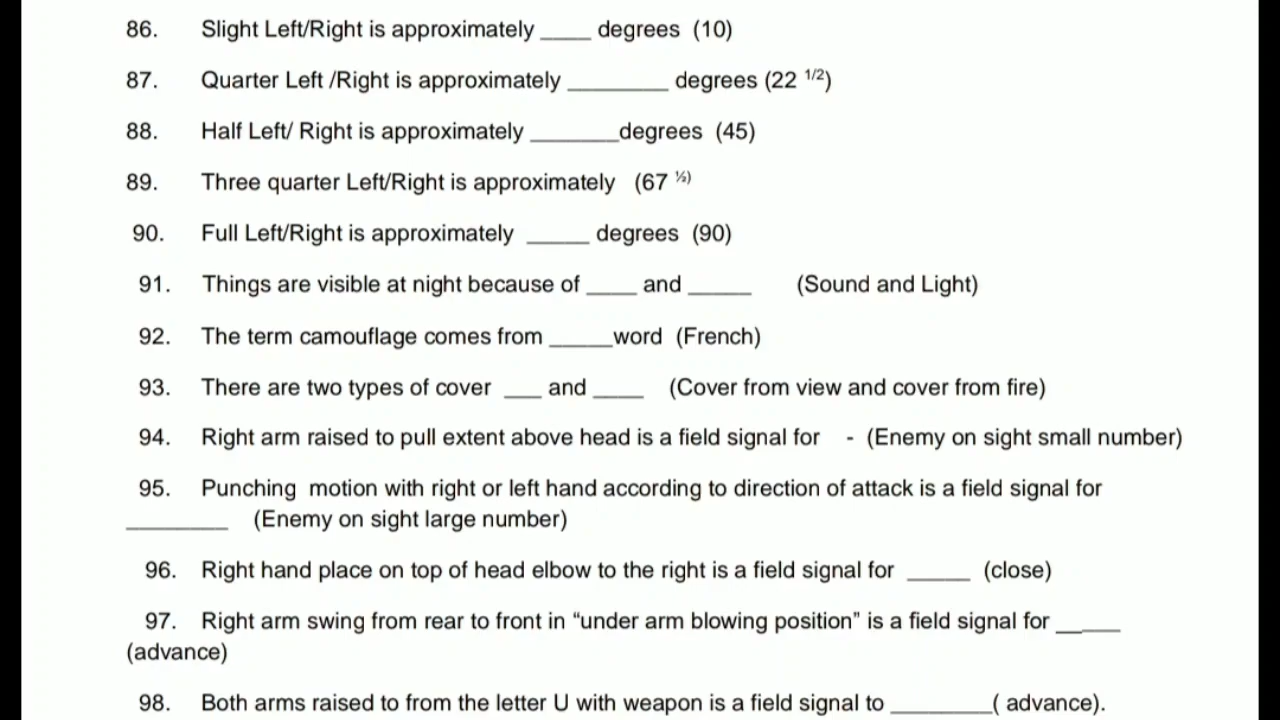 86. Slight Left/Right is approximately ____ degrees (10)
87. Quarter Left /Right is approximately ________ degrees (22 1/2)
88. Half Left/ Right is approximately _______degrees (45)
89. Three quarter Left/Right is approximately (67 ½)
90. Full Left/Right is approximately _____ degrees (90)
91. Things are visible at night because of ____ and _____ (Sound and Light)
92. The term camouflage comes from _____word (French)
93. There are two types of cover ___ and ____ (Cover from view and cover from fire)
94. Right arm raised to pull extent above head is a field signal for - (Enemy on sight small number)
95. Punching motion with right or left hand according to direction of attack is a field signal for
________ (Enemy on sight large number)
96. Right hand place on top of head elbow to the right is a field signal for _____ (close)
97. Right arm swing from rear to front in “under arm blowing position” is a field signal for _____
(advance)
98. Both arms raised to from the letter U with weapon is a field signal to ________( advance).